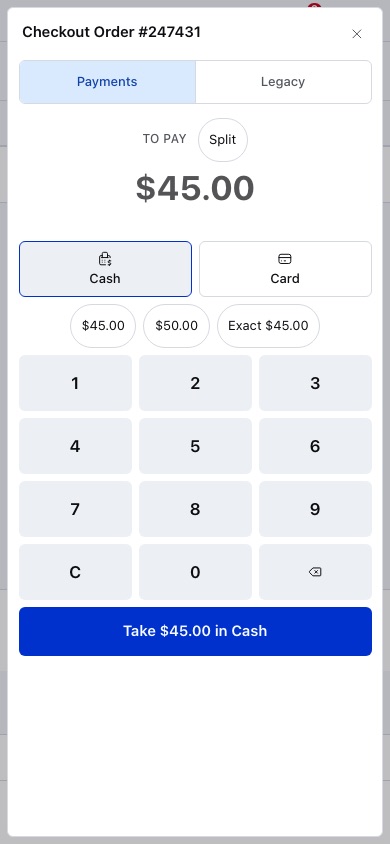 Checkout Order #247431
Payments
Legacy
TO PAY
Split
$45.00
Cash
Card
$45.00
$50.00
Exact $45.00
1
2
3
4
5
6
7
8
9
C
0
Take $45.00 in Cash